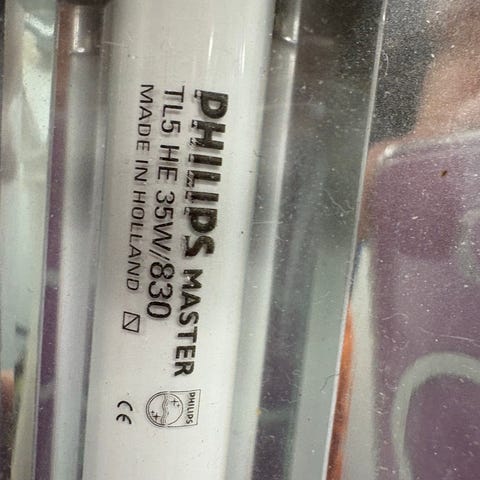 PHILIPS MASTER
TL5 HE 35W/830
MADE IN HOLLAND
PHILIPS
CE